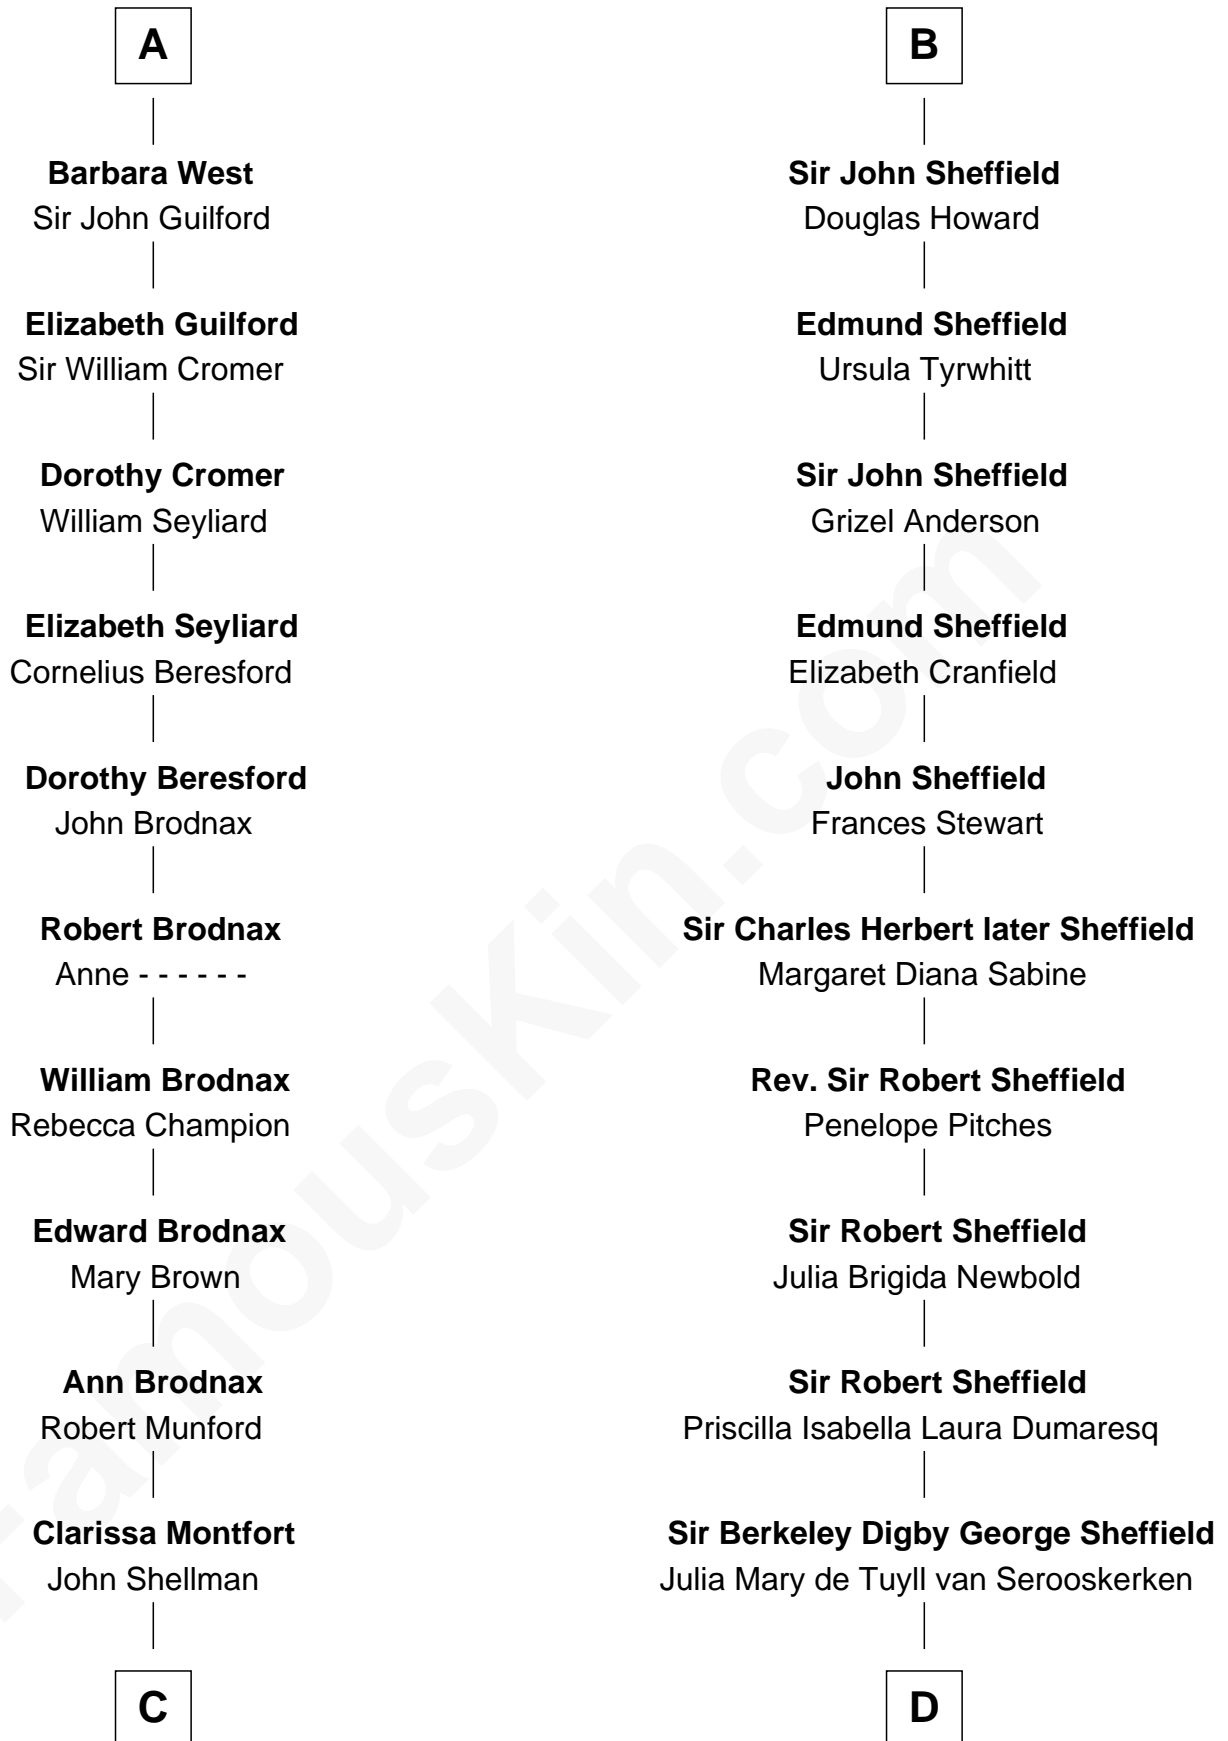 A
Barbara West
Sir John Guilford
Elizabeth Guilford
Sir William Cromer
Dorothy Cromer
William Seyliard
Elizabeth Seyliard
Cornelius Beresford
Dorothy Beresford
John Brodnax
Robert Brodnax
Anne - - - - - -
William Brodnax
Rebecca Champion
Edward Brodnax
Mary Brown
Ann Brodnax
Robert Munford
Clarissa Montfort
John Shellman
C
B
Sir John Sheffield
Douglas Howard
Edmund Sheffield
Ursula Tyrwhitt
Sir John Sheffield
Grizel Anderson
Edmund Sheffield
Elizabeth Cranfield
John Sheffield
Frances Stewart
Sir Charles Herbert later Sheffield
Margaret Diana Sabine
Rev. Sir Robert Sheffield
Penelope Pitches
Sir Robert Sheffield
Julia Brigida Newbold
Sir Robert Sheffield
Priscilla Isabella Laura Dumaresq
Sir Berkeley Digby George Sheffield
Julia Mary de Tuyll van Serooskerken
D
FamousKin.com